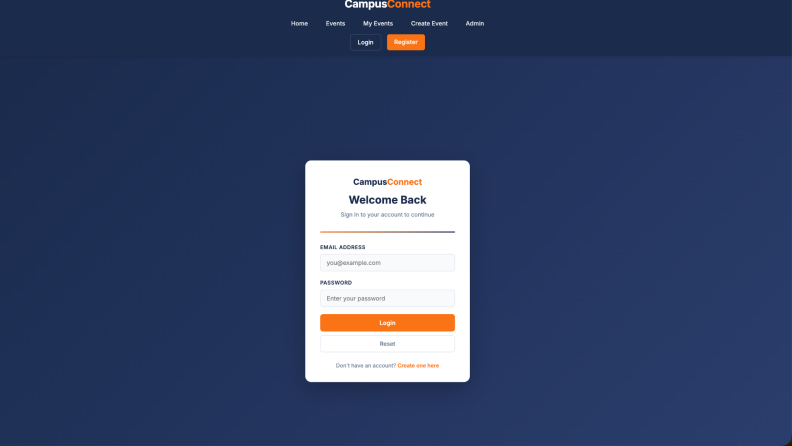 CampusConnect
Home Events My Events Create Event Admin
Login Register
CampusConnect
Welcome Back
Sign in to your account to continue
EMAIL ADDRESS
you@example.com
PASSWORD
Enter your password
Login
Reset
Don't have an account? Create one here